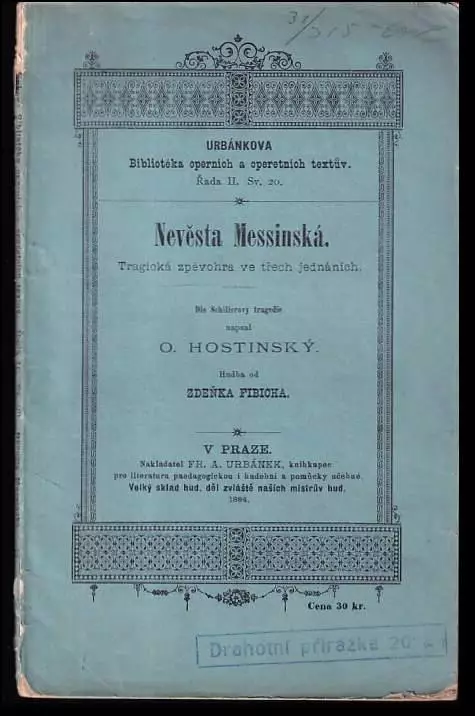 URBÁNKOVA
Biblioteka operních a operetních textův.
Řada II. Sv. 20.
Nevěsta Messinská.
Tragická zpěvohra ve třech jednáních.
Dle Schillerovy tragedie
napsal
O. HOSTINSKÝ.
Hudba od
ZDEŇKA FIBICHA.
V PRAZE.
Nakladatel FR. A. URBÁNEK, knihkupec
pro literaturu paedagogickou i hudební a pomůcky učebné.
Velký sklad hud. děl zvláště našich mistrův hud.
1884.
Cena 30 kr.
Drahotní přirážka 20